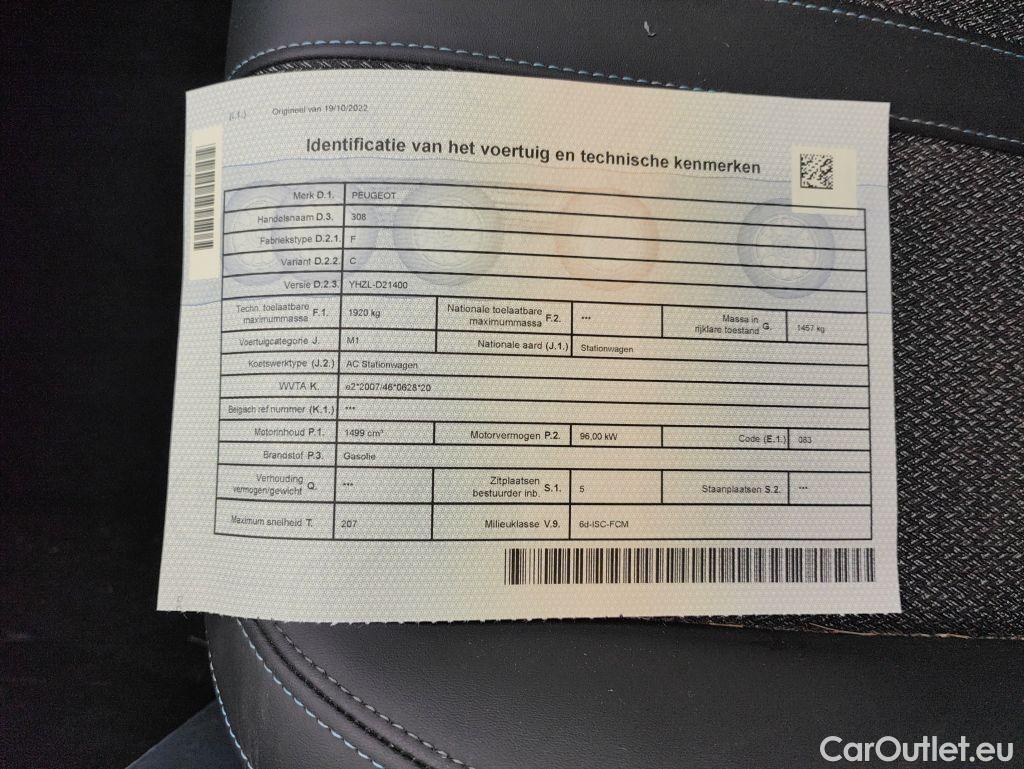 (I.1.) Origineel van 19/10/2022
Identificatie van het voertuig en technische kenmerken
Merk D.1. PEUGEOT
Handelsnaam D.3. 308
Fabriekstype D.2.1. F
Variant D.2.2. C
Versie D.2.3. YHZL-D21400
Techn. toelaatbare maximummassa F.1. 1920 kg Nationale toelaatbare maximummassa F.2. *** Massa in rijklare toestand G. 1457 kg
Voertuigcategorie J. M1 Nationale aard (J.1.) Stationwagen
Koetswerktype (J.2.) AC Stationwagen
WVTA K. e2*2007/46*0628*20
Belgisch ref nummer (K.1.) ***
Motorinhoud P.1. 1499 cm³ Motorvermogen P.2. 96,00 kW Code (E.1.) 083
Brandstof P.3. Gasolie
Verhouding vermogen/gewicht Q. *** Zitplaatsen bestuurder inb. S.1. 5 Staanplaatsen S.2. ***
Maximum snelheid T. 207 Milieuklasse V.9. 6d-ISC-FCM
CarOutlet.eu